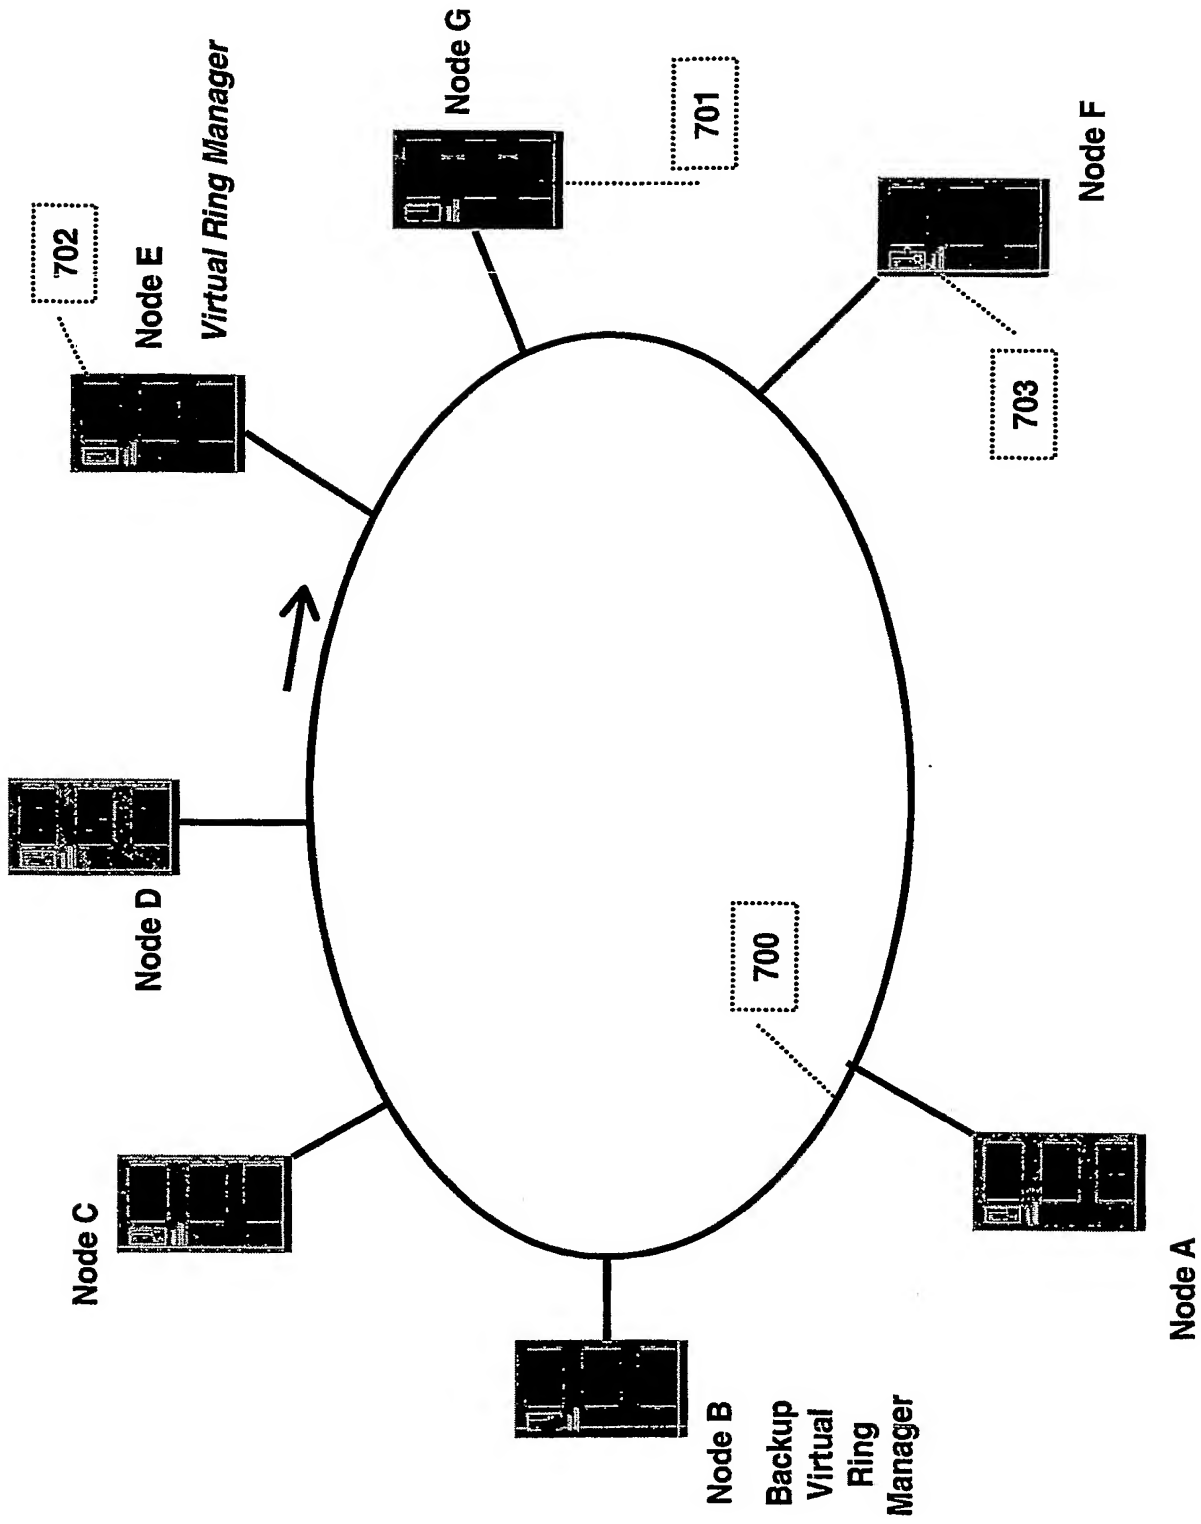 702
Node C
Node D
Node E
Virtual Ring Manager
Node G
701
Node B
Backup
Virtual
Ring
Manager
700
703
Node F
Node A